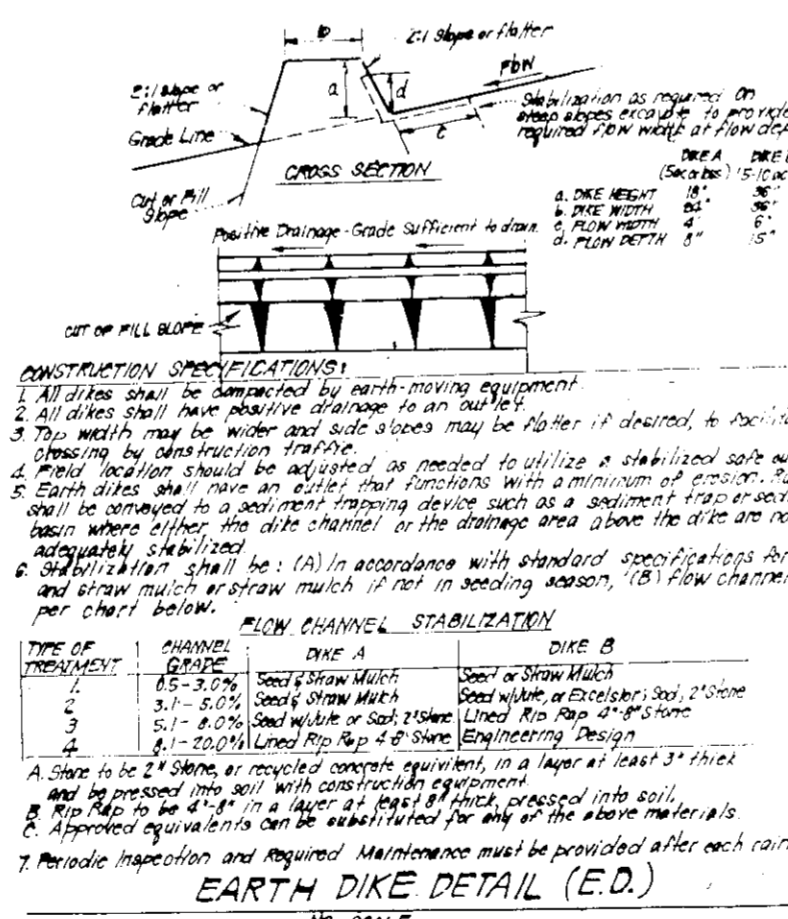 b
2:1 slope or flatter
Flow
2:1 slope or
flatter
a
d
Stabilization as required on
steep slopes excavate to provide
required flow width at flow
Grade Line
c
CROSS SECTION
Cut or Fill
Slope
DIKE A DIKE
a. DIKE HEIGHT 18" 36"
b. DIKE WIDTH 36"
c. FLOW WIDTH 4' 6'
d. FLOW DEPTH 8" 15"
Positive Drainage-Grade Sufficient to drain.
CUT OF FILL SLOPE
CONSTRUCTION SPECIFICATIONS:
1. All dikes shall be compacted by earth-moving equipment.
2. All dikes shall have positive drainage to an outlet.
3. Top width may be wider and side slopes may be flatter if desired, to
crossing by construction traffic.
4. Field location should be adjusted as needed to utilize a stabilized safe
5. Earth dikes shall have an outlet that functions with a minimum of erosion.
shall be conveyed to a sediment trapping device such as a sediment trap or
basin where either the dike channel or the drainage area above the dike are
adequately stabilized.
6. Stabilization shall be: (A) In accordance with standard specifications for
and straw mulch or straw mulch if not in seeding season, (B) flow channel
per chart below.
FLOW CHANNEL STABILIZATION
TYPE OF TREATMENT CHANNEL GRADE DIKE A DIKE B
1. 0.5-3.0% Seed & Straw Mulch Seed or Straw Mulch
2 3.1-5.0% Seed & Straw Mulch Seed w/Jute, or Excelsior; Sod; 2" Stone
3 5.1-8.0% Seed w/Jute or Sod; 2" Stone Lined Rip Rap 4"-8" Stone
4 8.1-20.0% Lined Rip Rap 4-8" Stone Engineering Design
A. Stone to be 2" Stone, or recycled concrete equivilent, in a layer at least 3" thick
and be pressed into soil with construction equipment.
B. Rip Rap to be 4"-8" in a layer at least 8" thick, pressed into soil.
C. Approved equivalents can be substituted for any of the above materials.
7. Periodic Inspection and Required Maintenance must be provided after each rain
EARTH DIKE DETAIL (E.D.)